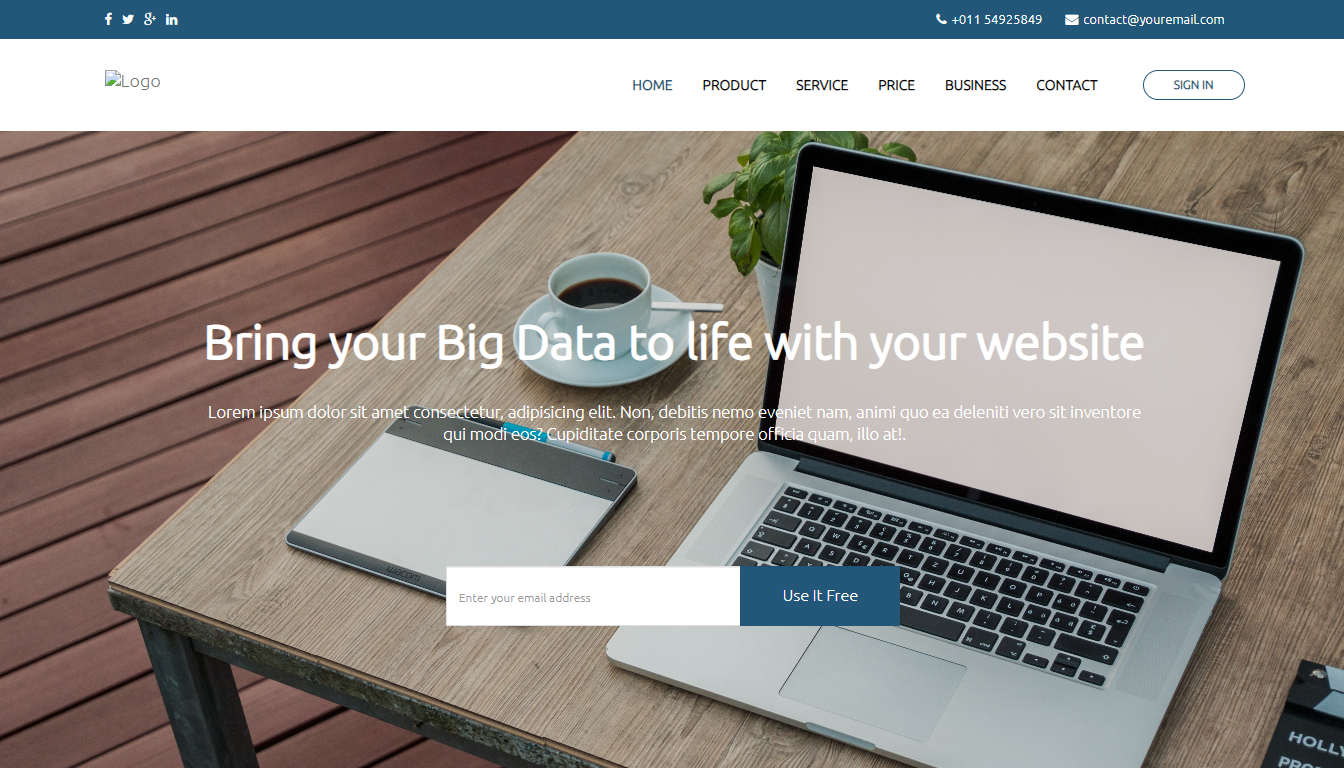 +011 54925849 contact@youremail.com
Logo
HOME PRODUCT SERVICE PRICE BUSINESS CONTACT SIGN IN
Bring your Big Data to life with your website
Lorem ipsum dolor sit amet consectetur, adipisicing elit. Non, debitis nemo eveniet nam, animi quo ea deleniti vero sit inventore
qui modi eos? Cupiditate corporis tempore officia quam, illo at!.
wacom
Enter your email address Use It Free
HOLLY
PRO